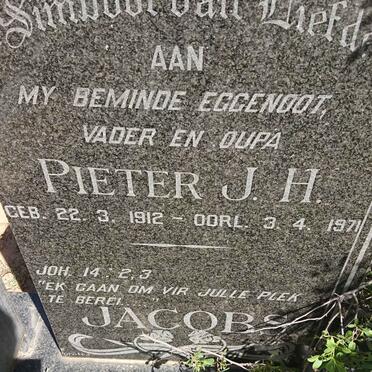 Simbool van Liefde
AAN
MY BEMINDE EGGENOOT,
VADER EN OUPA
PIETER J. H.
GEB. 22. 3. 1912 - OORL. 3. 4. 1971
JOH. 14 : 2,3
"EK GAAN OM VIR JULLE PLEK
TE BEREI."
JACOBS